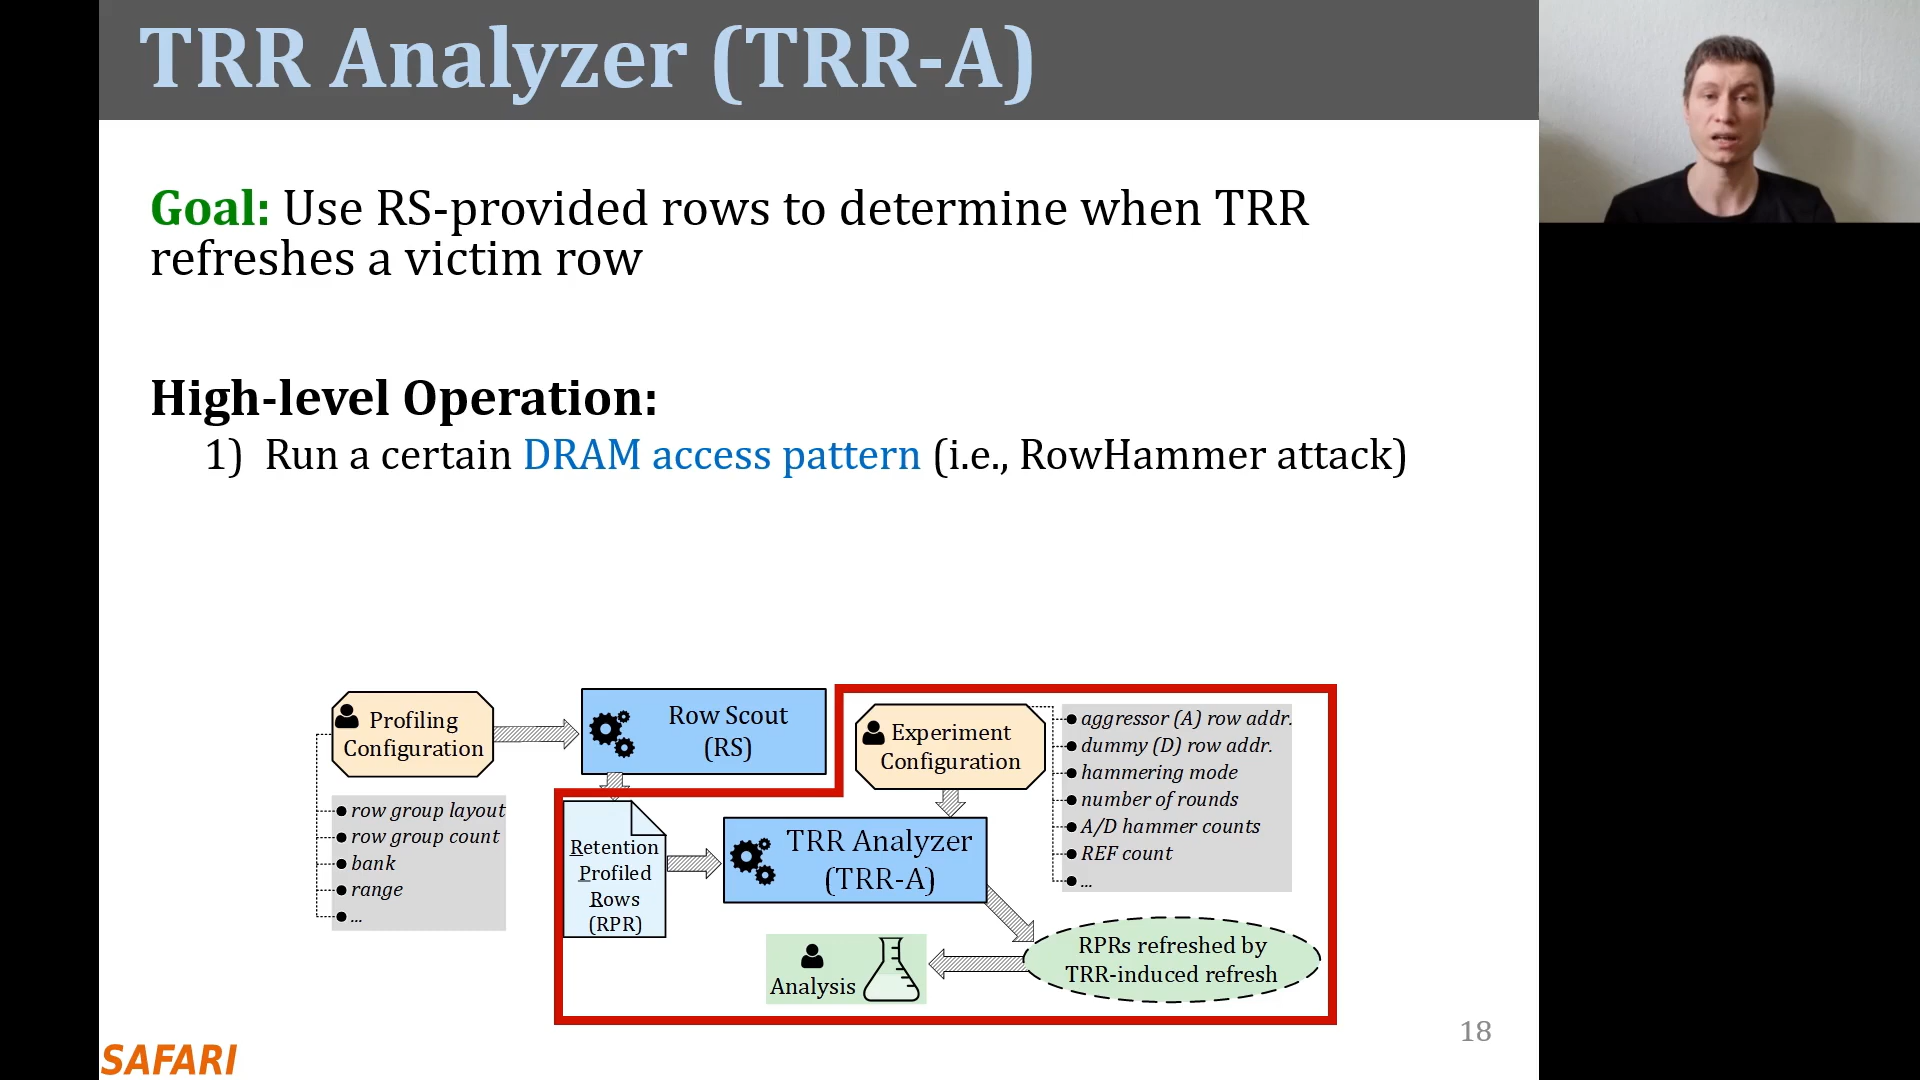 TRR Analyzer (TRR-A)
Goal: Use RS-provided rows to determine when TRR
refreshes a victim row
High-level Operation:
1) Run a certain DRAM access pattern (i.e., RowHammer attack)
Profiling
Configuration
row group layout
row group count
bank
range
...
Row Scout
(RS)
Retention
Profiled
Rows
(RPR)
Experiment
Configuration
aggressor (A) row addr.
dummy (D) row addr.
hammering mode
number of rounds
A/D hammer counts
REF count
...
TRR Analyzer
(TRR-A)
RPRs refreshed by
TRR-induced refresh
Analysis
SAFARI
18